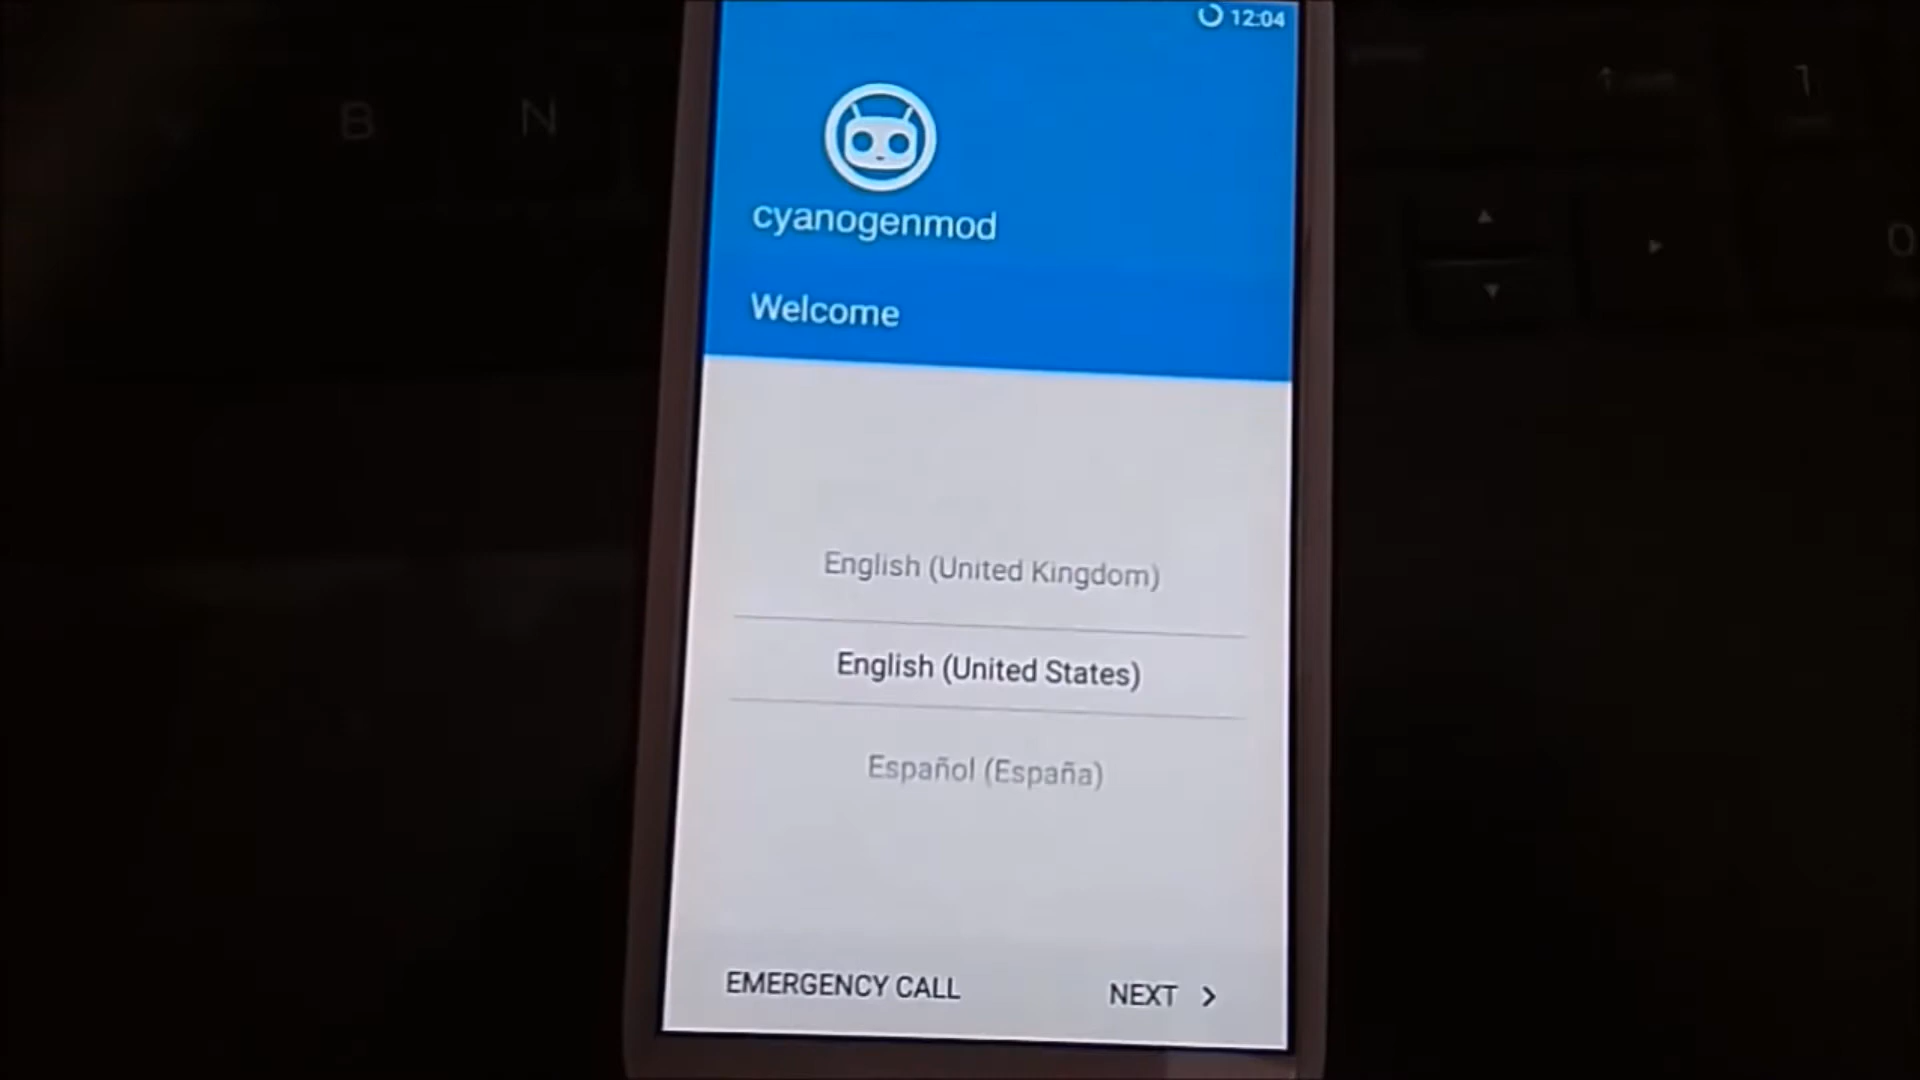 12:04
B N
cyanogenmod
Welcome
English (United Kingdom)
English (United States)
Español (España)
EMERGENCY CALL
NEXT